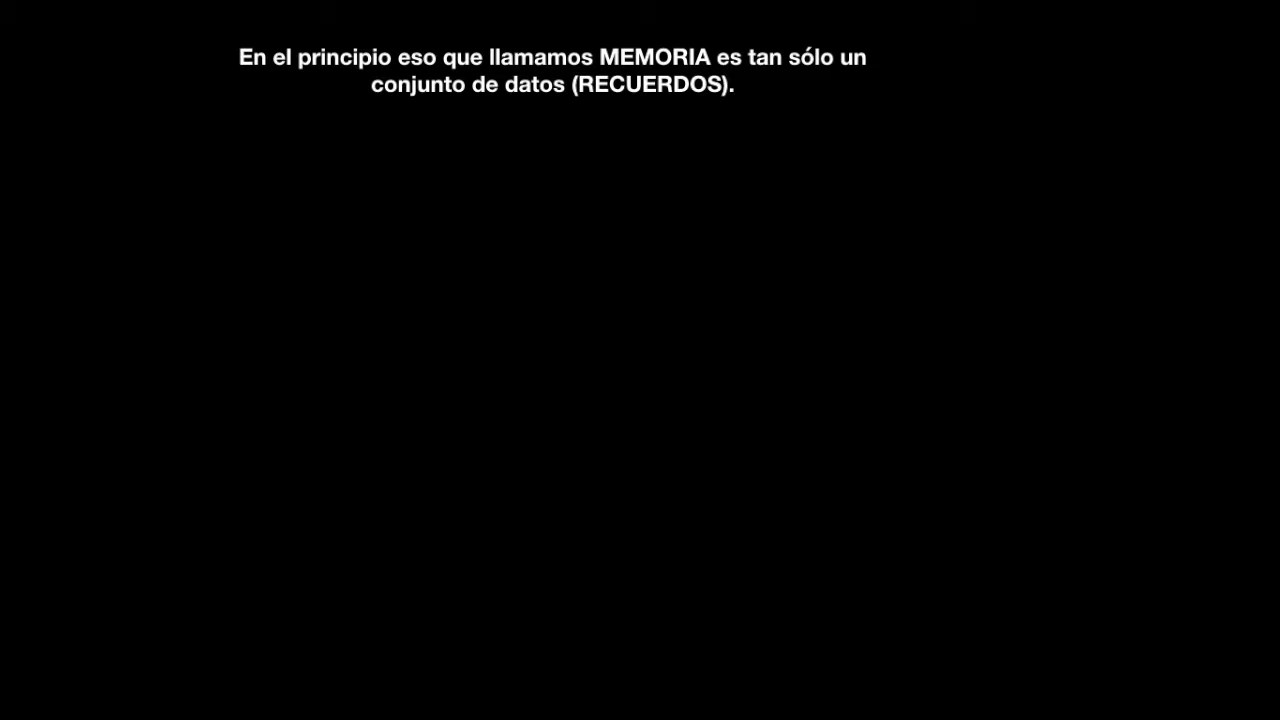 En el principio eso que llamamos MEMORIA es tan sólo un
conjunto de datos (RECUERDOS).